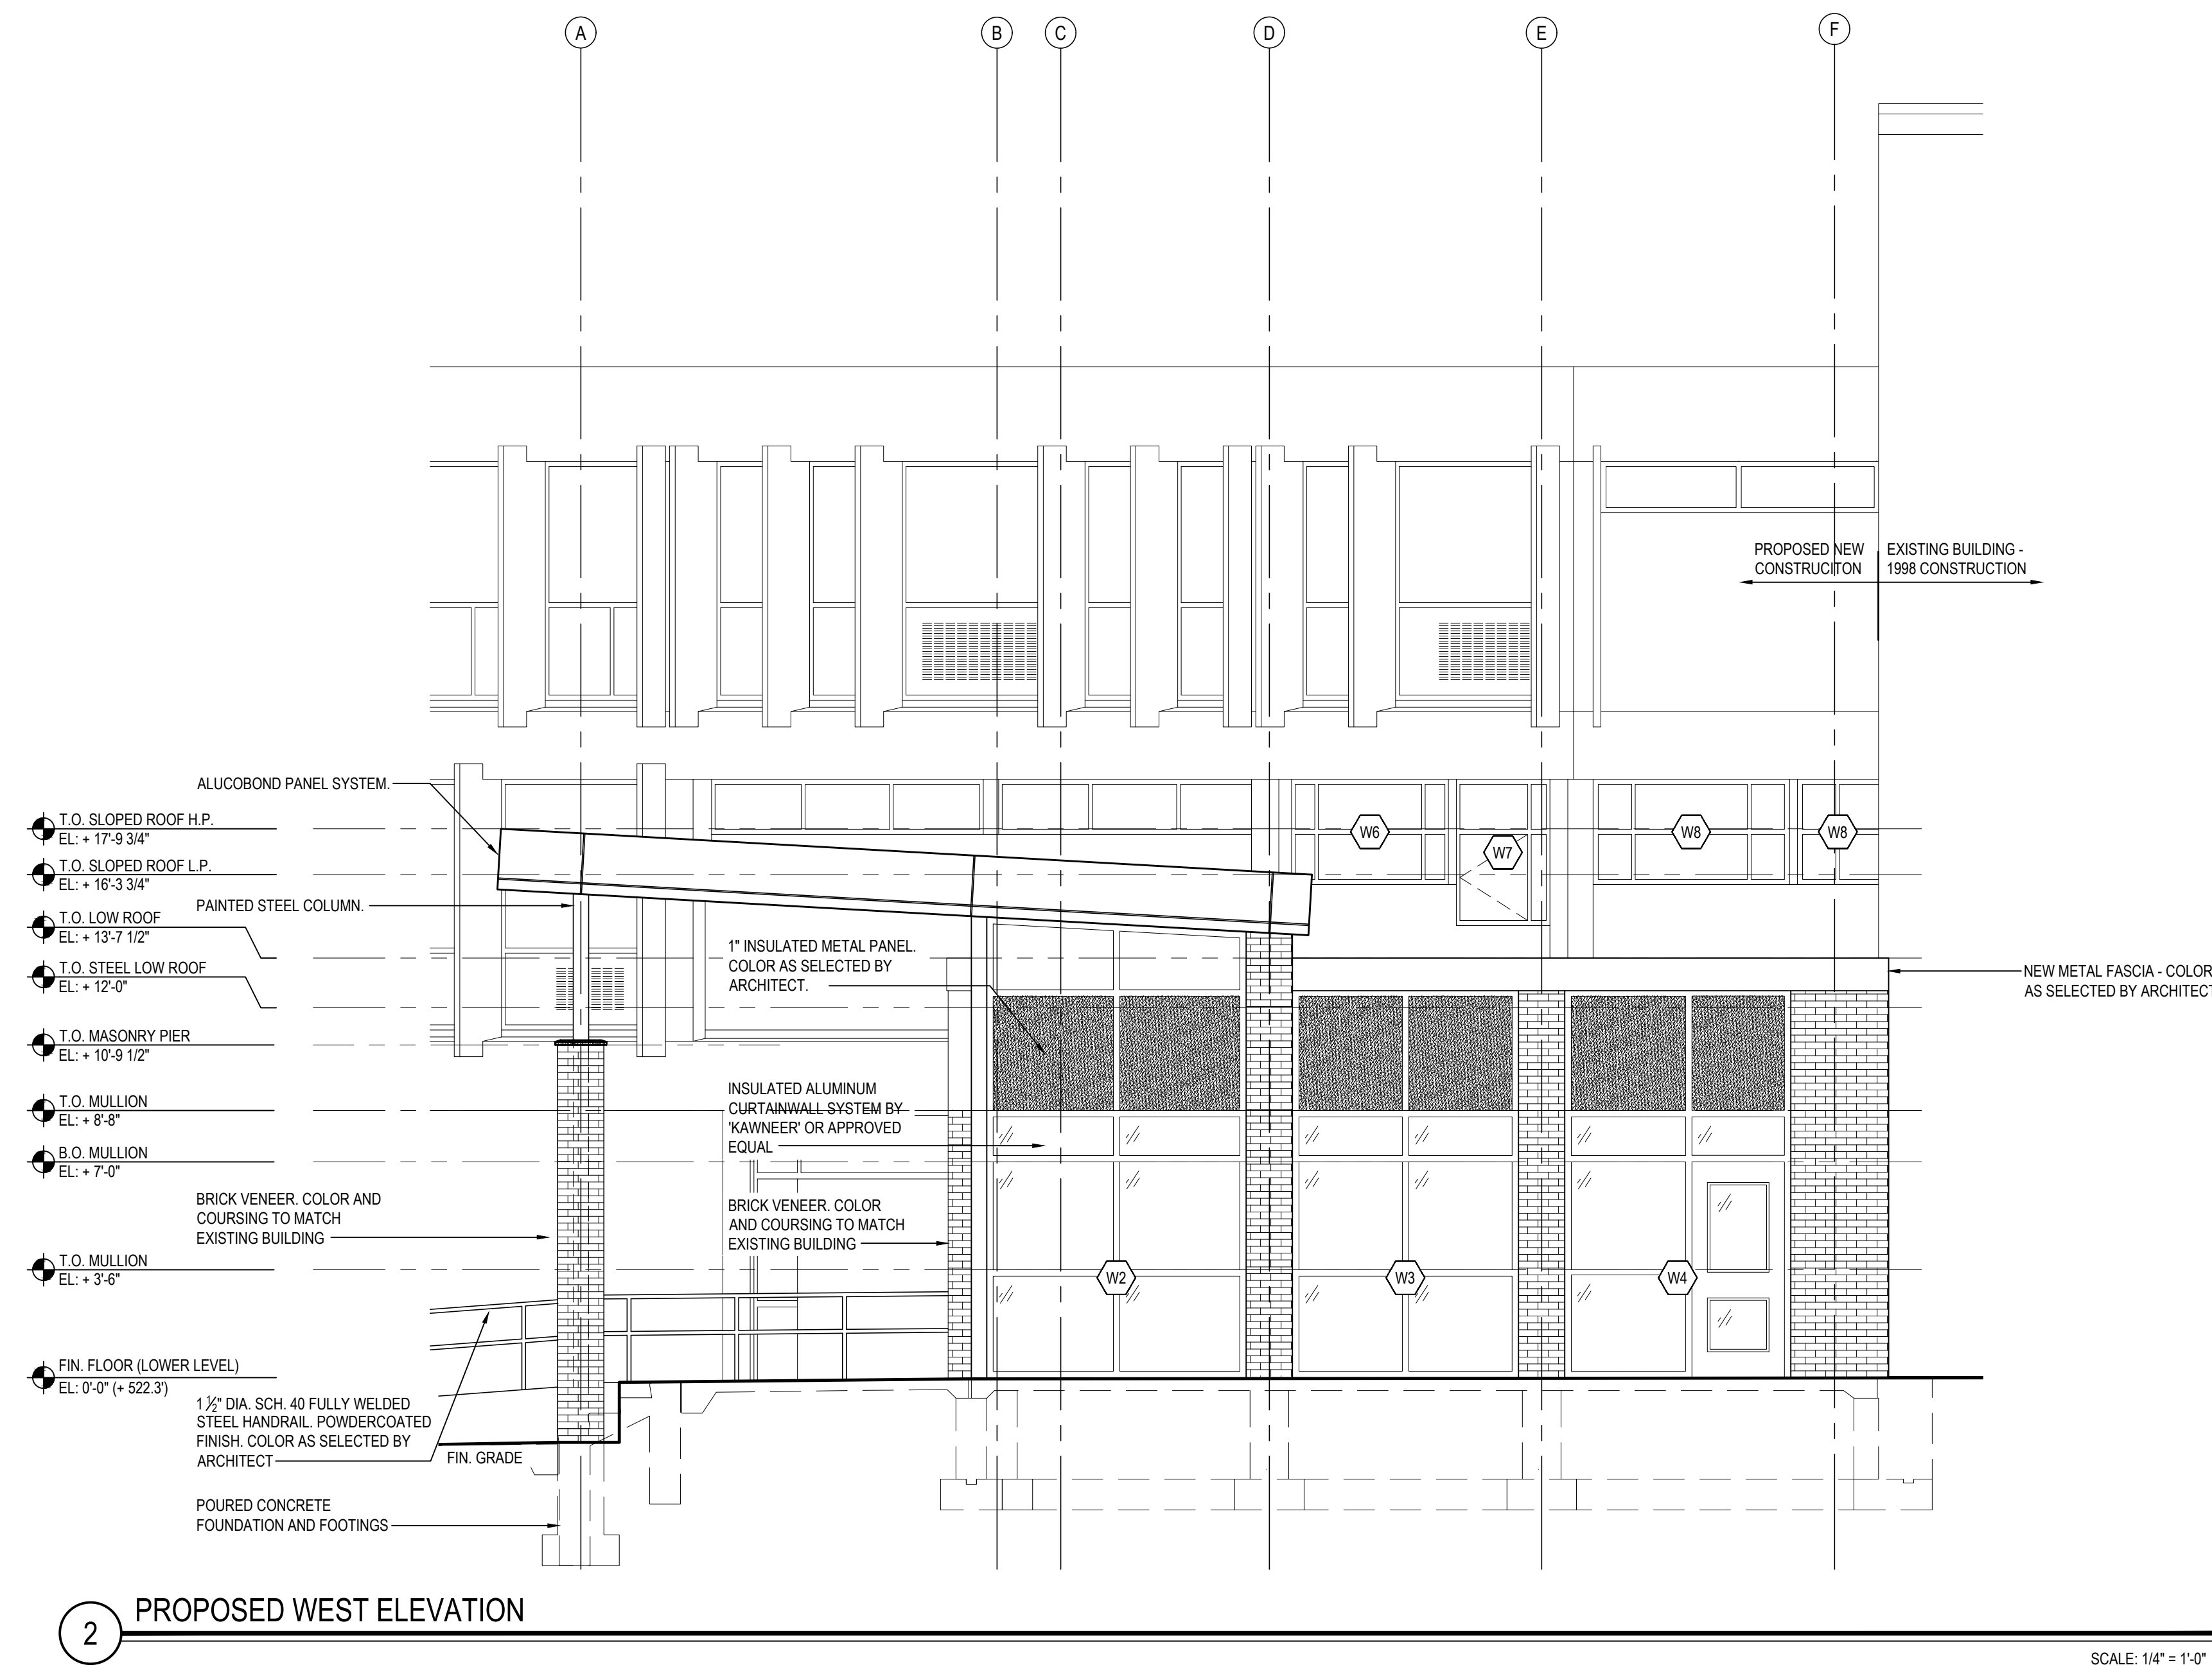 A
B
C
D
E
F
PROPOSED NEW
CONSTRUCITON
EXISTING BUILDING -
1998 CONSTRUCTION
ALUCOBOND PANEL SYSTEM.
T.O. SLOPED ROOF H.P.
EL: + 17'-9 3/4"
W6
W7
W8
W8
T.O. SLOPED ROOF L.P.
EL: + 16'-3 3/4"
PAINTED STEEL COLUMN.
T.O. LOW ROOF
EL: + 13'-7 1/2"
1" INSULATED METAL PANEL.
COLOR AS SELECTED BY
ARCHITECT.
T.O. STEEL LOW ROOF
EL: + 12'-0"
NEW METAL FASCIA - COLOR
AS SELECTED BY ARCHITECT
T.O. MASONRY PIER
EL: + 10'-9 1/2"
T.O. MULLION
EL: + 8'-8"
INSULATED ALUMINUM
CURTAINWALL SYSTEM BY
'KAWNEER' OR APPROVED
EQUAL
B.O. MULLION
EL: + 7'-0"
BRICK VENEER. COLOR AND
COURSING TO MATCH
EXISTING BUILDING
BRICK VENEER. COLOR
AND COURSING TO MATCH
EXISTING BUILDING
T.O. MULLION
EL: + 3'-6"
W2
W3
W4
FIN. FLOOR (LOWER LEVEL)
EL: 0'-0" (+ 522.3')
1 1/2" DIA. SCH. 40 FULLY WELDED
STEEL HANDRAIL. POWDERCOATED
FINISH. COLOR AS SELECTED BY
ARCHITECT
FIN. GRADE
POURED CONCRETE
FOUNDATION AND FOOTINGS
2
PROPOSED WEST ELEVATION
SCALE: 1/4" = 1'-0"